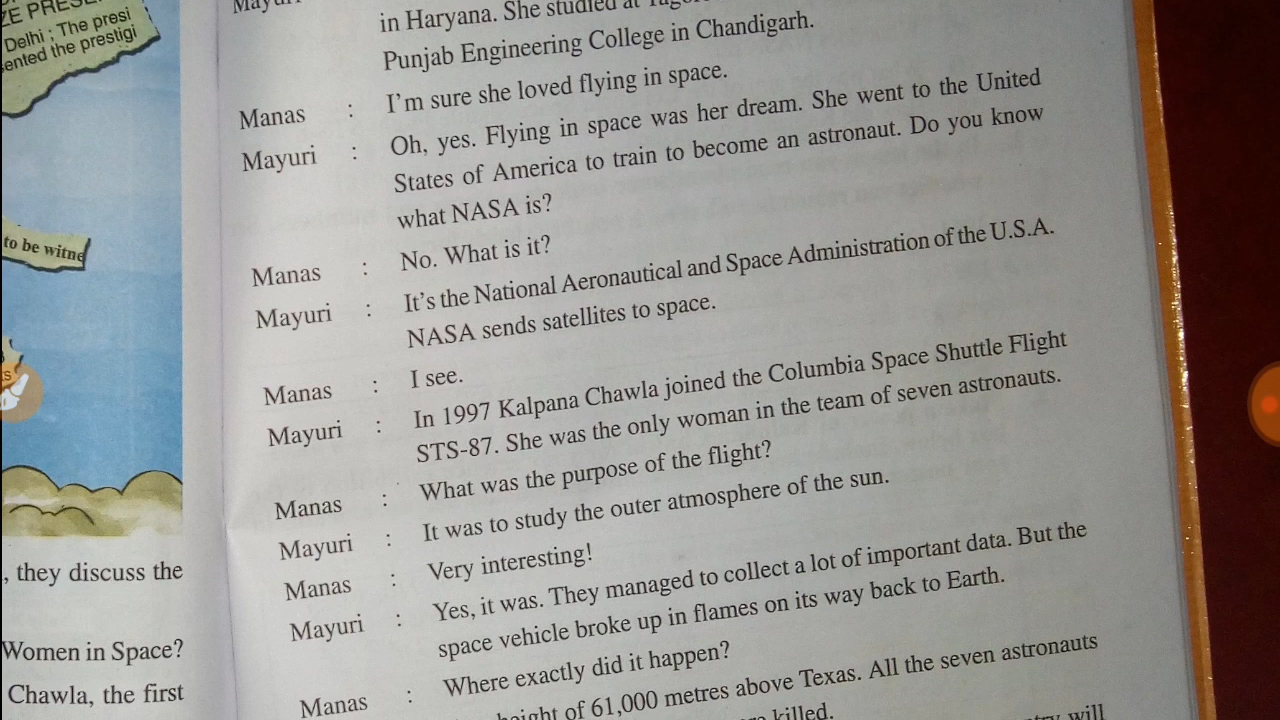 ZE PRESE
Delhi ; The presi
ented the prestigi
to be witne
, they discuss the
Women in Space?
Chawla, the first
Mayuri
in Haryana. She studied at
Punjab Engineering College in Chandigarh.
Manas : I'm sure she loved flying in space.
Mayuri : Oh, yes. Flying in space was her dream. She went to the United
States of America to train to become an astronaut. Do you know
what NASA is?
Manas : No. What is it?
Mayuri : It's the National Aeronautical and Space Administration of the U.S.A.
NASA sends satellites to space.
Manas : I see.
Mayuri : In 1997 Kalpana Chawla joined the Columbia Space Shuttle Flight
STS-87. She was the only woman in the team of seven astronauts.
Manas : What was the purpose of the flight?
Mayuri : It was to study the outer atmosphere of the sun.
Manas : Very interesting!
Mayuri : Yes, it was. They managed to collect a lot of important data. But the
space vehicle broke up in flames on its way back to Earth.
Manas : Where exactly did it happen?
height of 61,000 metres above Texas. All the seven astronauts
killed.
will